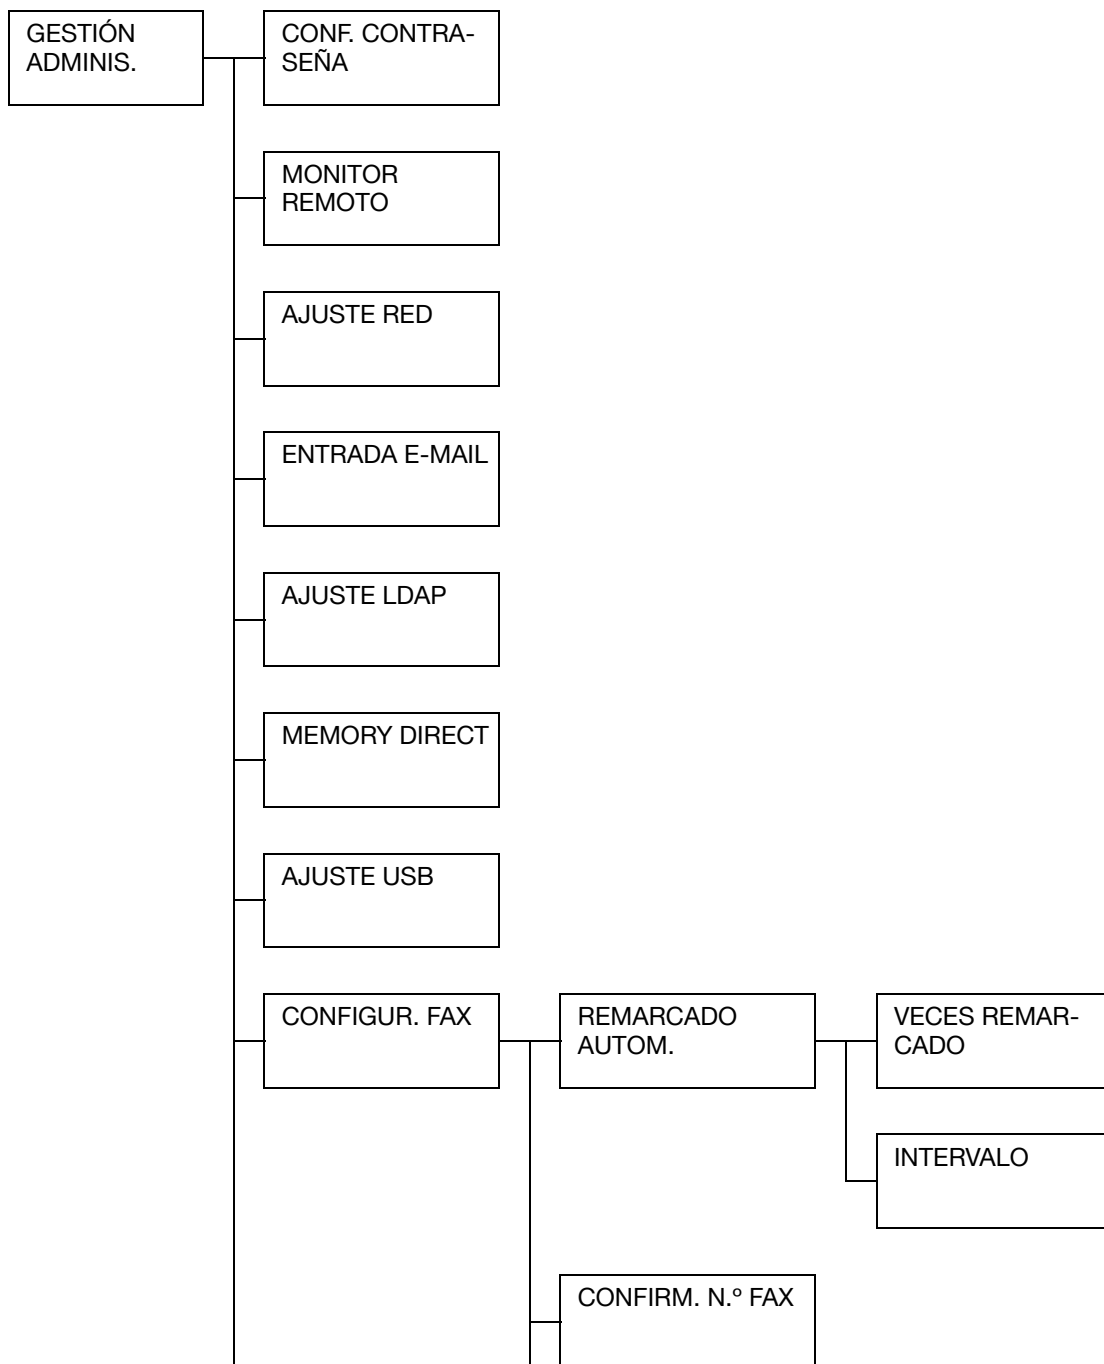 GESTIÓN
ADMINIS.
CONF. CONTRA-
SEÑA
MONITOR
REMOTO
AJUSTE RED
ENTRADA E-MAIL
AJUSTE LDAP
MEMORY DIRECT
AJUSTE USB
CONFIGUR. FAX
REMARCADO
AUTOM.
VECES REMAR-
CADO
INTERVALO
CONFIRM. N.º FAX